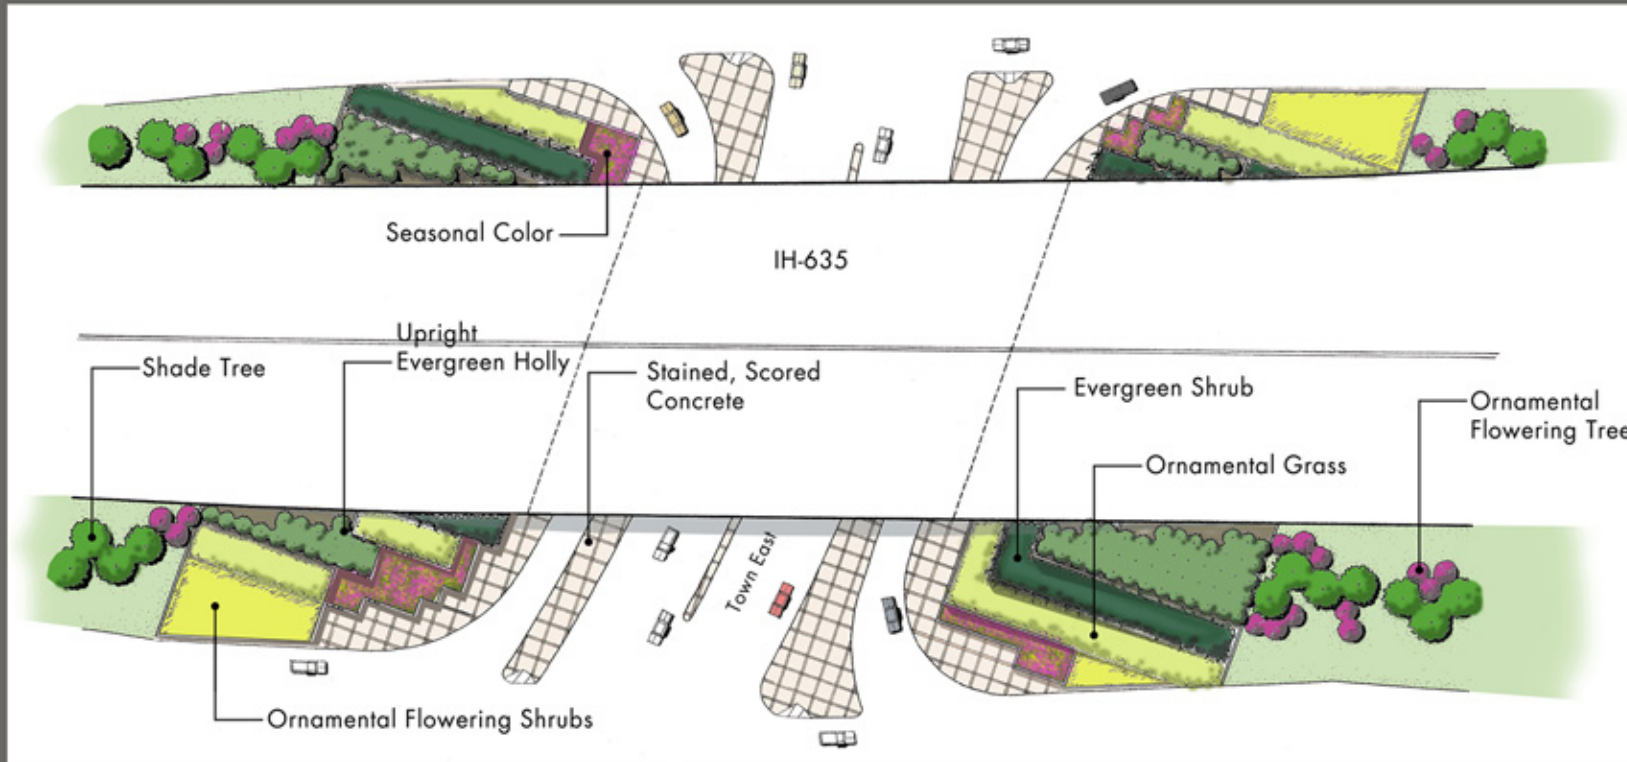 Seasonal Color
IH-635
Upright
Evergreen Holly
Shade Tree
Stained, Scored
Concrete
Evergreen Shrub
Ornamental
Flowering Tree
Ornamental Grass
Town East
Ornamental Flowering Shrubs